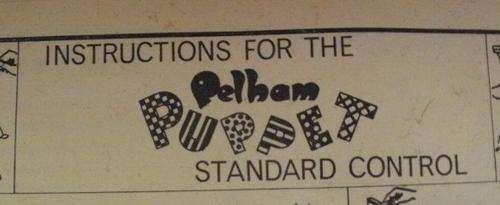 INSTRUCTIONS FOR THE
Pelham
PUPPET
STANDARD CONTROL